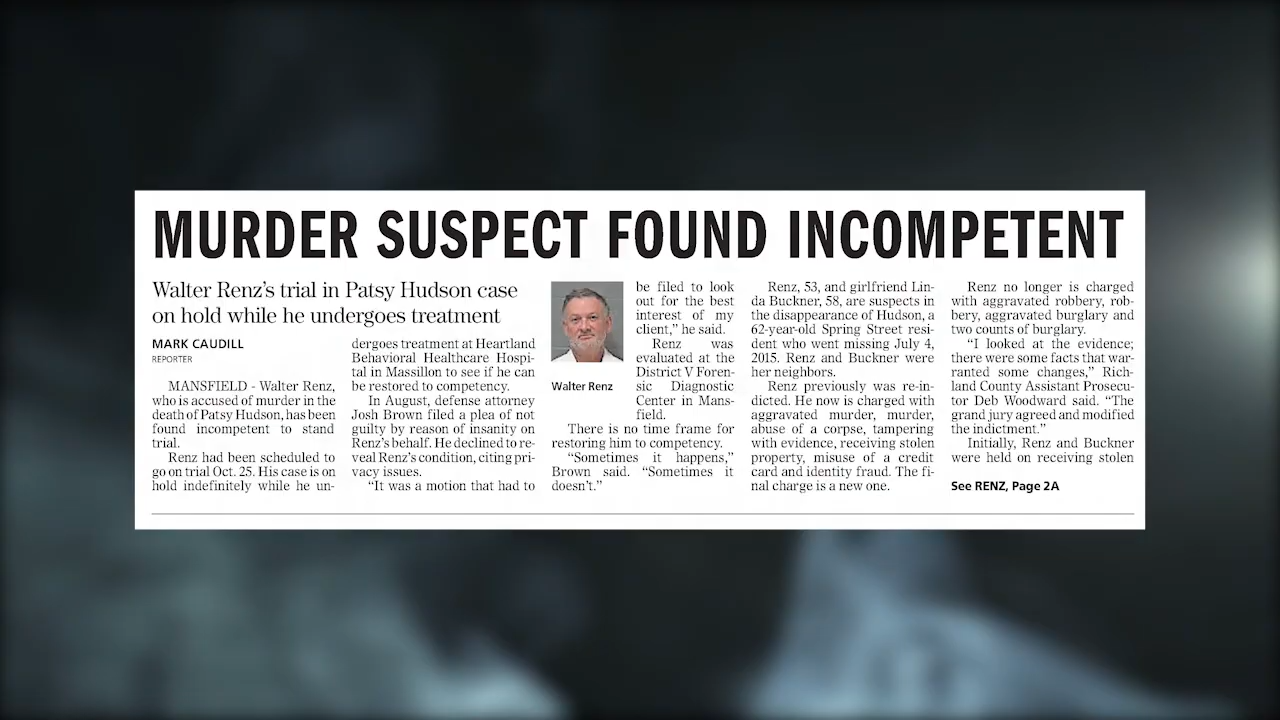 MURDER SUSPECT FOUND INCOMPETENT
Walter Renz’s trial in Patsy Hudson case
on hold while he undergoes treatment
MARK CAUDILL
REPORTER
MANSFIELD - Walter Renz,
who is accused of murder in the
death of Patsy Hudson, has been
found incompetent to stand
trial.
Renz had been scheduled to
go on trial Oct. 25. His case is on
hold indefinitely while he un-
dergoes treatment at Heartland
Behavioral Healthcare Hospi-
tal in Massillon to see if he can
be restored to competency.
In August, defense attorney
Josh Brown filed a plea of not
guilty by reason of insanity on
Renz’s behalf. He declined to re-
veal Renz’s condition, citing pri-
vacy issues.
“It was a motion that had to
Walter Renz
be filed to look
out for the best
interest of my
client,” he said.
Renz was
evaluated at the
District V Foren-
sic Diagnostic
Center in Mans-
field.
There is no time frame for
restoring him to competency.
“Sometimes it happens,”
Brown said. “Sometimes it
doesn’t.”
Renz, 53, and girlfriend Lin-
da Buckner, 58, are suspects in
the disappearance of Hudson, a
62-year-old Spring Street resi-
dent who went missing July 4,
2015. Renz and Buckner were
her neighbors.
Renz previously was re-in-
dicted. He now is charged with
aggravated murder, murder,
abuse of a corpse, tampering
with evidence, receiving stolen
property, misuse of a credit
card and identity fraud. The fi-
nal charge is a new one.
Renz no longer is charged
with aggravated robbery, rob-
bery, aggravated burglary and
two counts of burglary.
“I looked at the evidence;
there were some facts that war-
ranted some changes,” Rich-
land County Assistant Prosecu-
tor Deb Woodward said. “The
grand jury agreed and modified
the indictment.”
Initially, Renz and Buckner
were held on receiving stolen
See RENZ, Page 2A